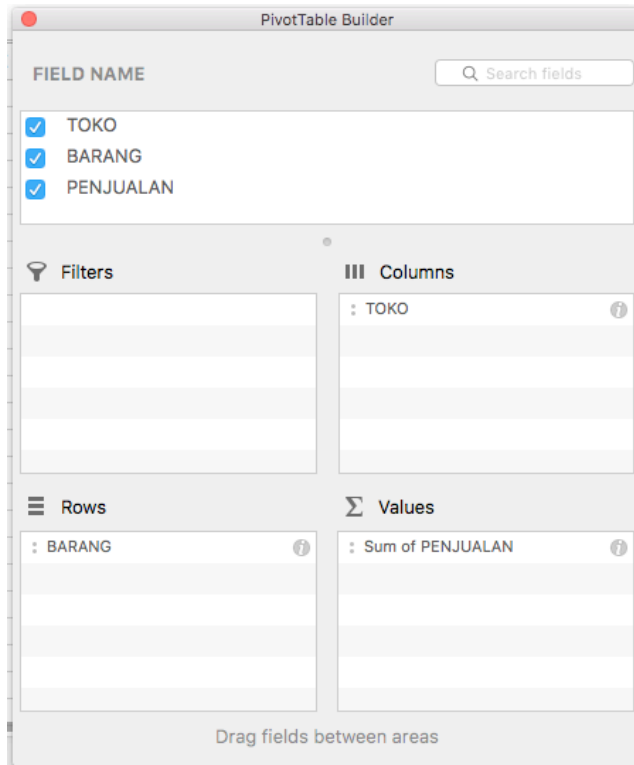 PivotTable Builder
FIELD NAME
Search fields
TOKO
BARANG
PENJUALAN
Filters
Columns
TOKO
Rows
Values
BARANG
Sum of PENJUALAN
Drag fields between areas